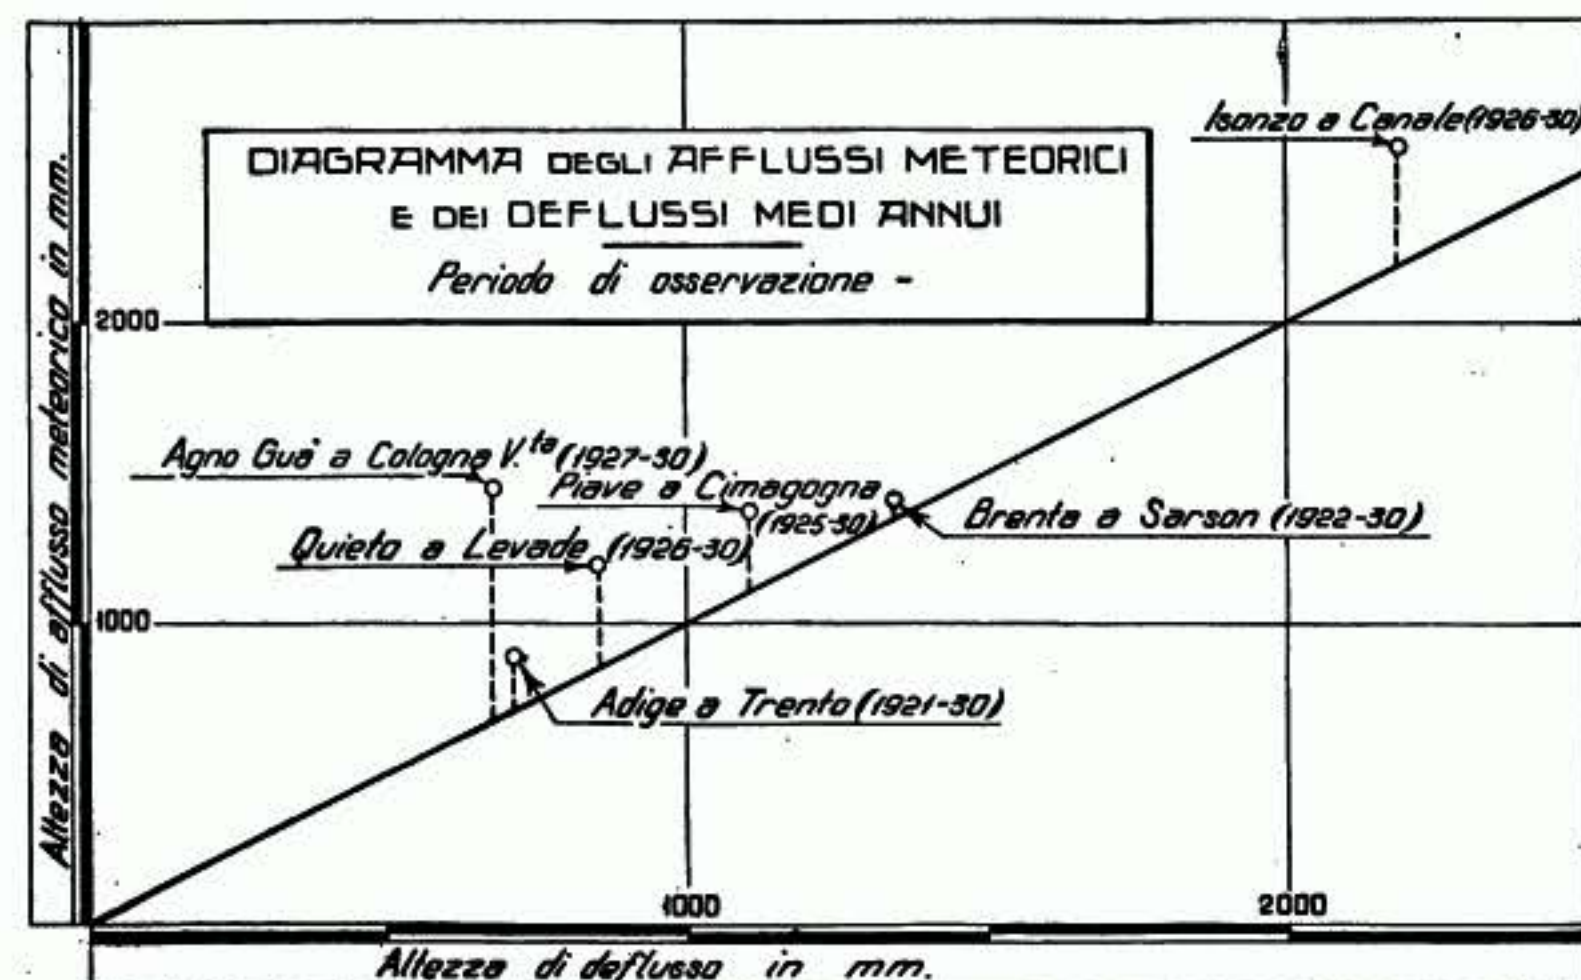 Isonzo a Canale (1926-30)
DIAGRAMMA DEGLI AFFLUSSI METEORICI
E DEI DEFLUSSI MEDI ANNUI
Periodo di osservazione -
Altezza di afflusso meteorico in mm.
2000
Agno Guà a Cologna V.ta (1927-30)
Piave a Cimagogna
(1925-30)
Brenta a Sarson (1922-30)
Quieto a Levade (1926-30)
1000
Adige a Trento (1921-30)
1000
2000
Altezza di deflusso in mm.